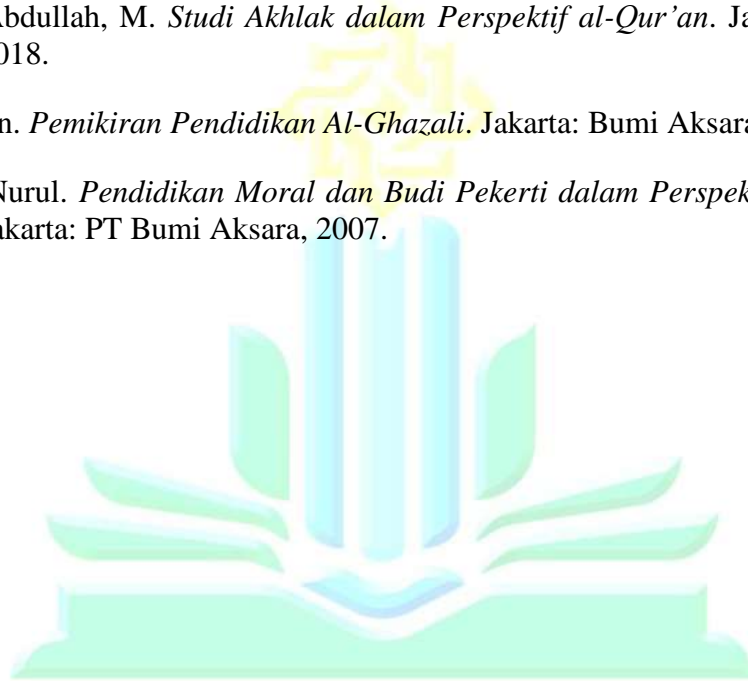 Abdullah, M. Studi Akhlak dalam Perspektif al-Qur’an. Ja
018.
n. Pemikiran Pendidikan Al-Ghazali. Jakarta: Bumi Aksara
Nurul. Pendidikan Moral dan Budi Pekerti dalam Perspek
akarta: PT Bumi Aksara, 2007.